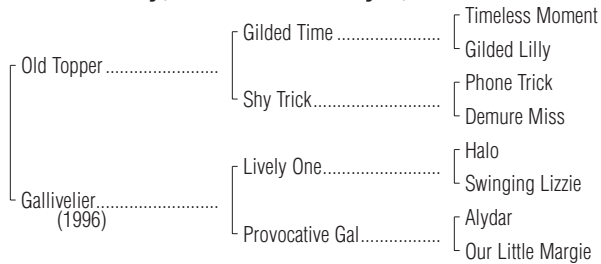 Timeless Moment
Gilded Time ..................
Gilded Lilly
Old Topper ........................
Phone Trick
Shy Trick..........................
Demure Miss
Halo
Lively One.........................
Swinging Lizzie
Gallivelier..........................
(1996)
Alydar
Provocative Gal.................
Our Little Margie